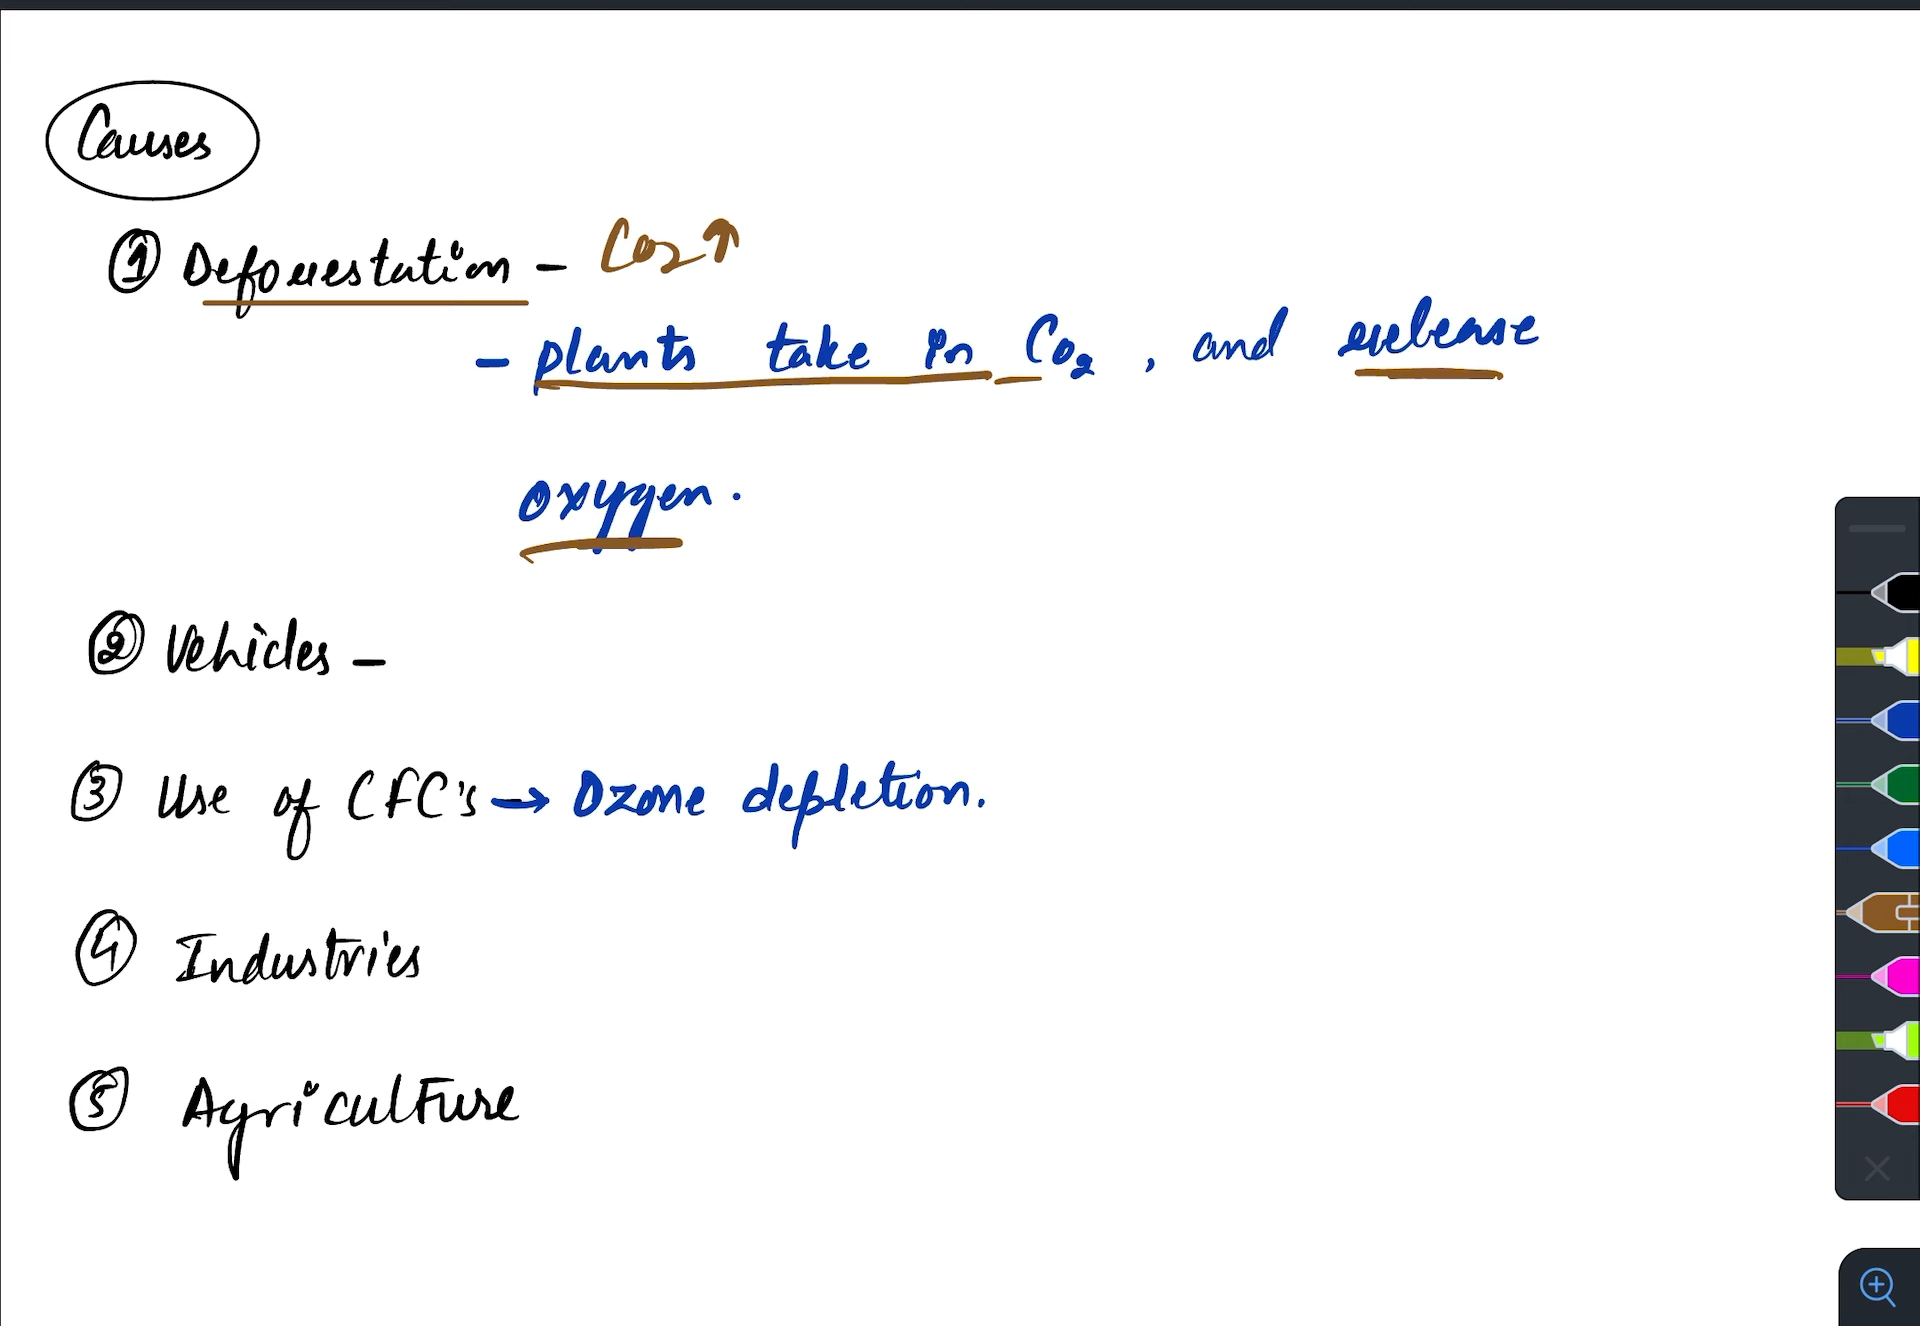 Causes
① Deforestation - CO₂↑
- plants take in CO₂, and release
oxygen.
② Vehicles -
③ Use of CFC's → Ozone depletion.
④ Industries
⑤ Agriculture